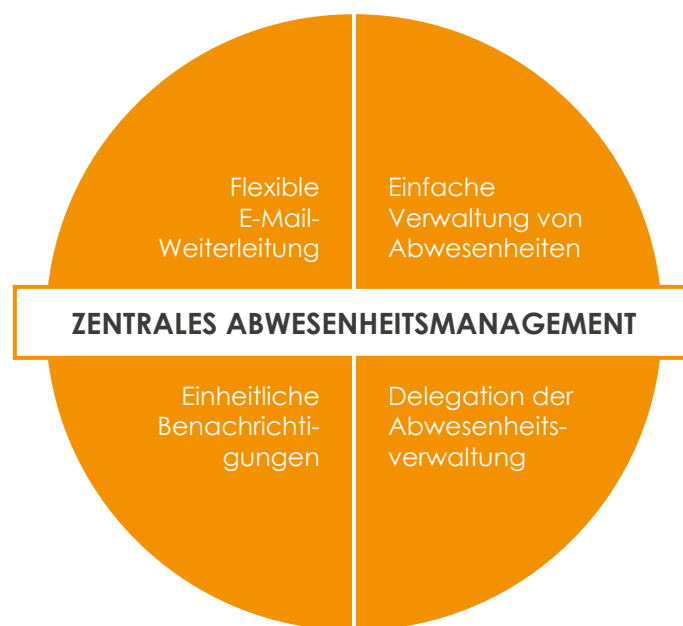 Flexible
E-Mail-
Weiterleitung
Einfache
Verwaltung von
Abwesenheiten
ZENTRALES ABWESENHEITSMANAGEMENT
Einheitliche
Benachrichti-
gungen
Delegation der
Abwesenheits-
verwaltung